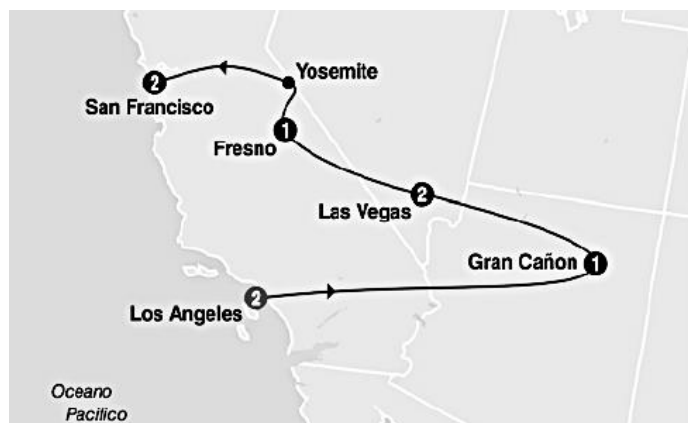 Yosemite
2
San Francisco
1
Fresno
2
Las Vegas
Gran Cañon
1
2
Los Angeles
Oceano
Pacifico